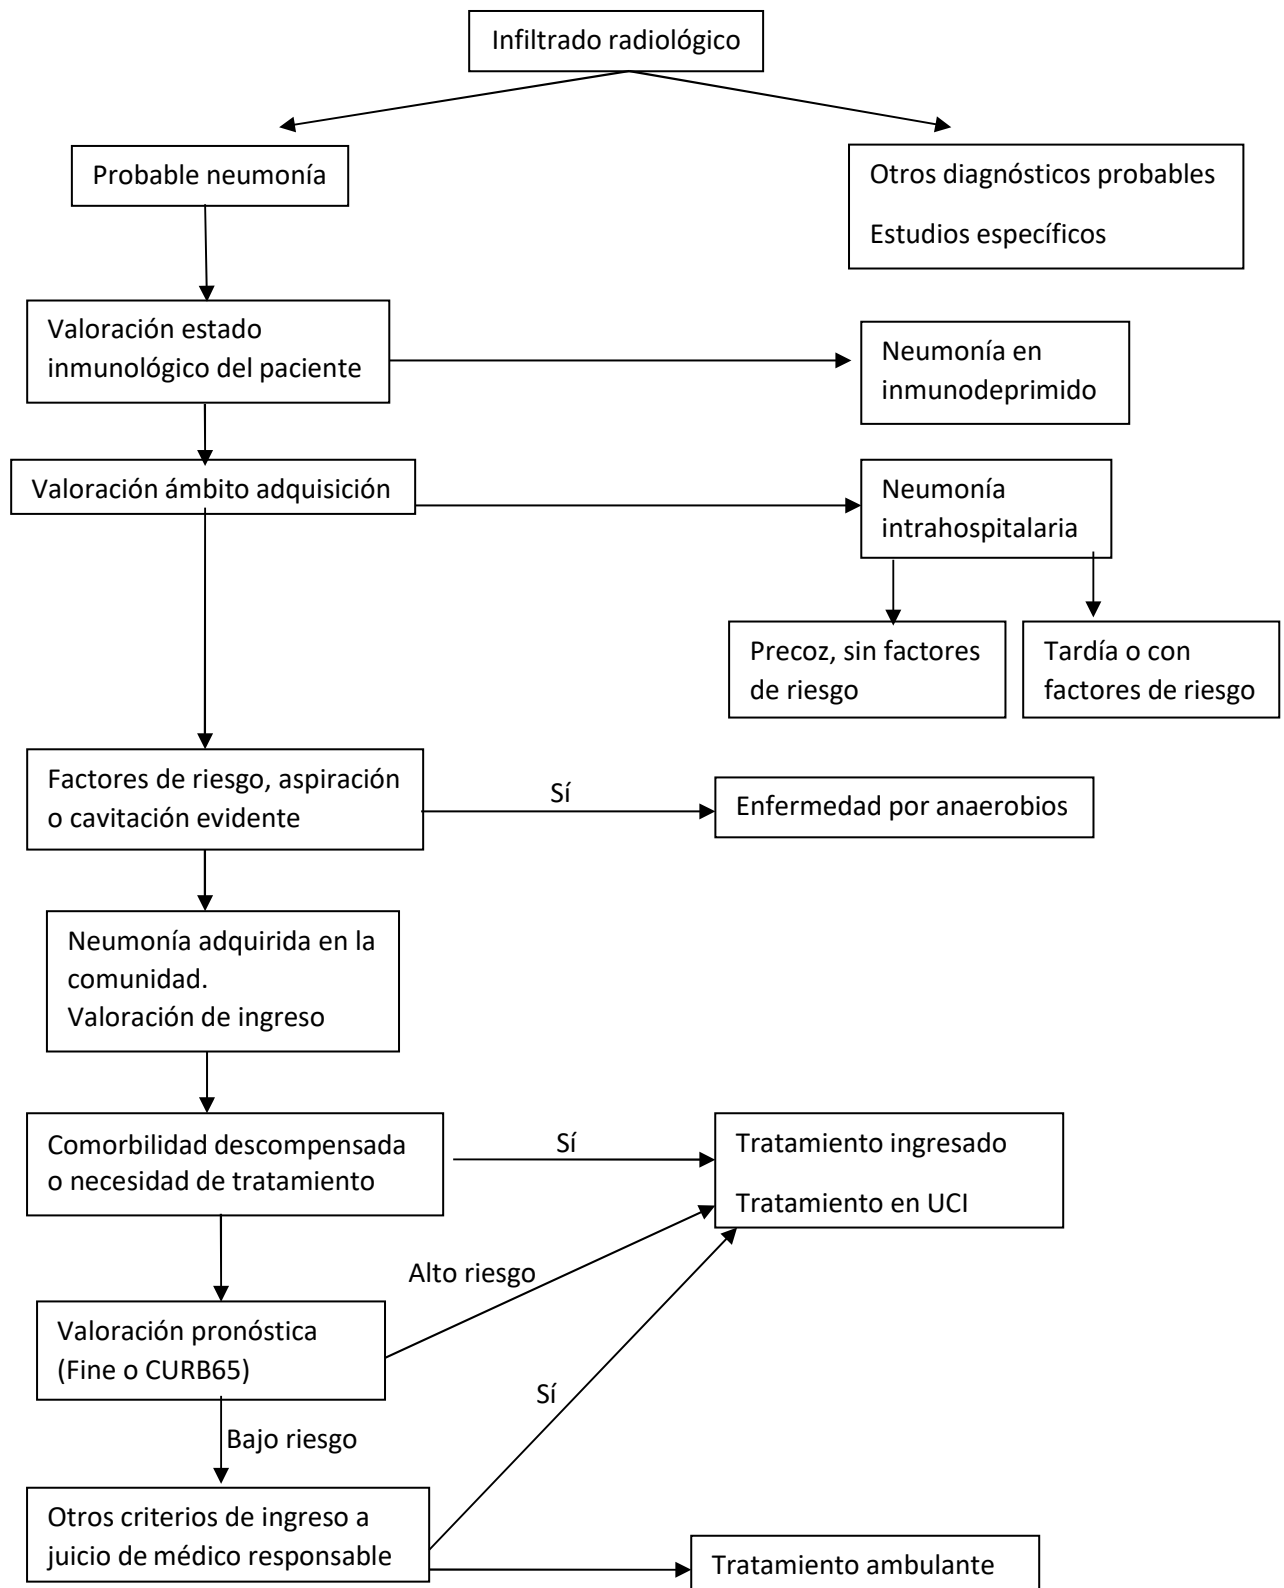 Infiltrado radiológico
Probable neumonía
Otros diagnósticos probables
Estudios específicos
Valoración estado
inmunológico del paciente
Neumonía en
inmunodeprimido
Valoración ámbito adquisición
Neumonía
intrahospitalaria
Precoz, sin factores
de riesgo
Tardía o con
factores de riesgo
Factores de riesgo, aspiración
o cavitación evidente
Sí
Enfermedad por anaerobios
Neumonía adquirida en la
comunidad.
Valoración de ingreso
Comorbilidad descompensada
o necesidad de tratamiento
Sí
Tratamiento ingresado
Tratamiento en UCI
Alto riesgo
Valoración pronóstica
(Fine o CURB65)
Sí
Bajo riesgo
Otros criterios de ingreso a
juicio de médico responsable
Tratamiento ambulante